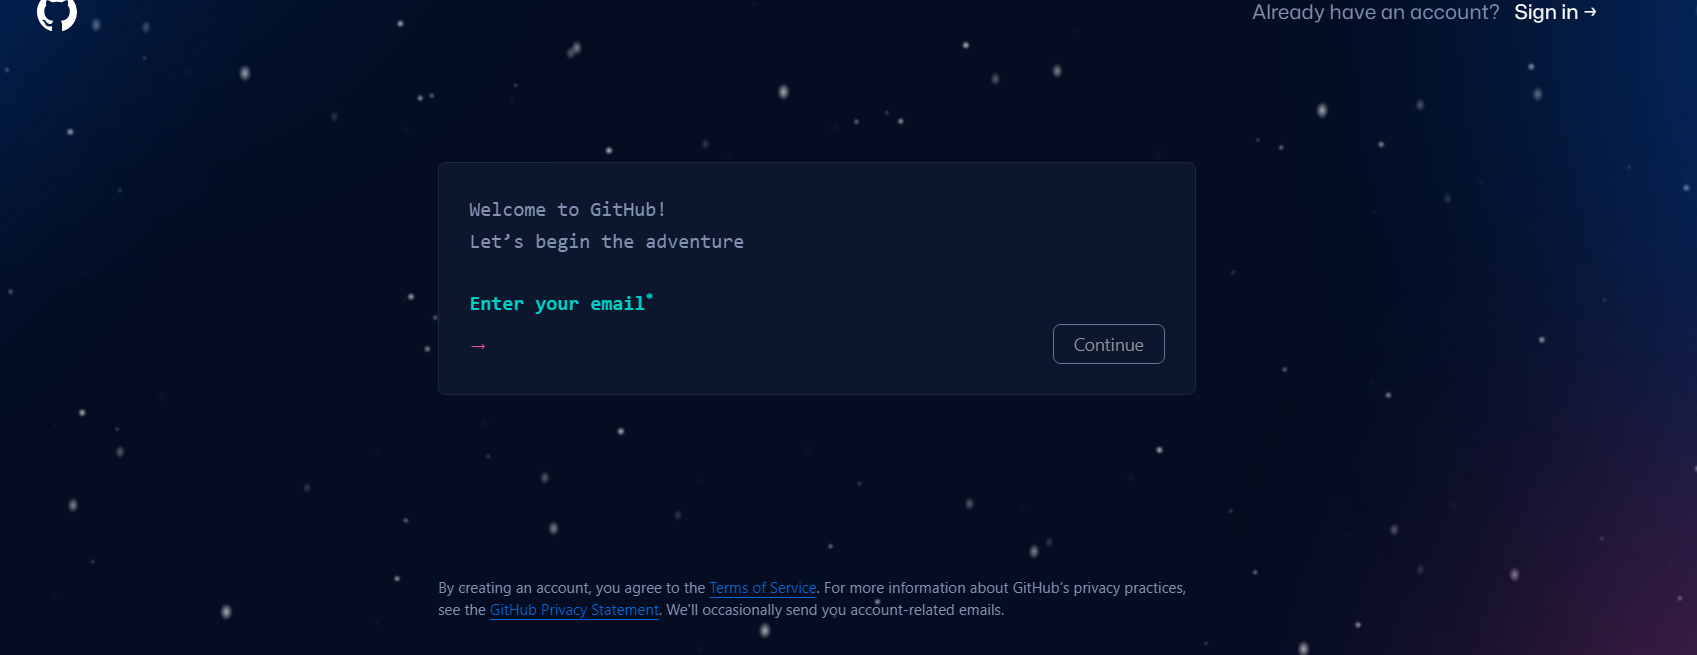 Already have an account? Sign in →
Welcome to GitHub!
Let’s begin the adventure
Enter your email*
→
Continue
By creating an account, you agree to the Terms of Service. For more information about GitHub's privacy practices,
see the GitHub Privacy Statement. We'll occasionally send you account-related emails.